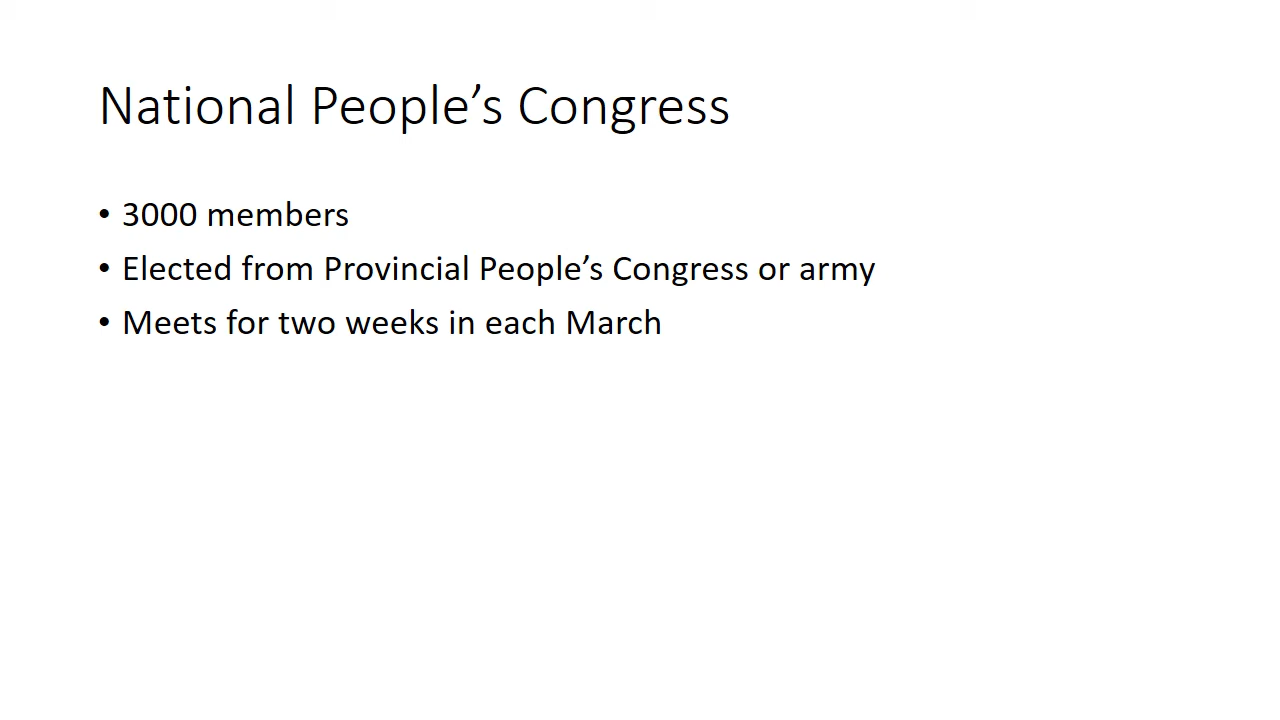 National People’s Congress
• 3000 members
• Elected from Provincial People’s Congress or army
• Meets for two weeks in each March